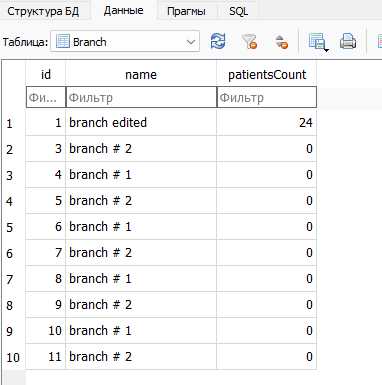 Структура БД Данные Прагмы SQL
Таблица: Branch
id name patientsCount
Фи... Фильтр Фильтр
1 1 branch edited 24
2 3 branch # 2 0
3 4 branch # 1 0
4 5 branch # 2 0
5 6 branch # 1 0
6 7 branch # 2 0
7 8 branch # 1 0
8 9 branch # 2 0
9 10 branch # 1 0
10 11 branch # 2 0